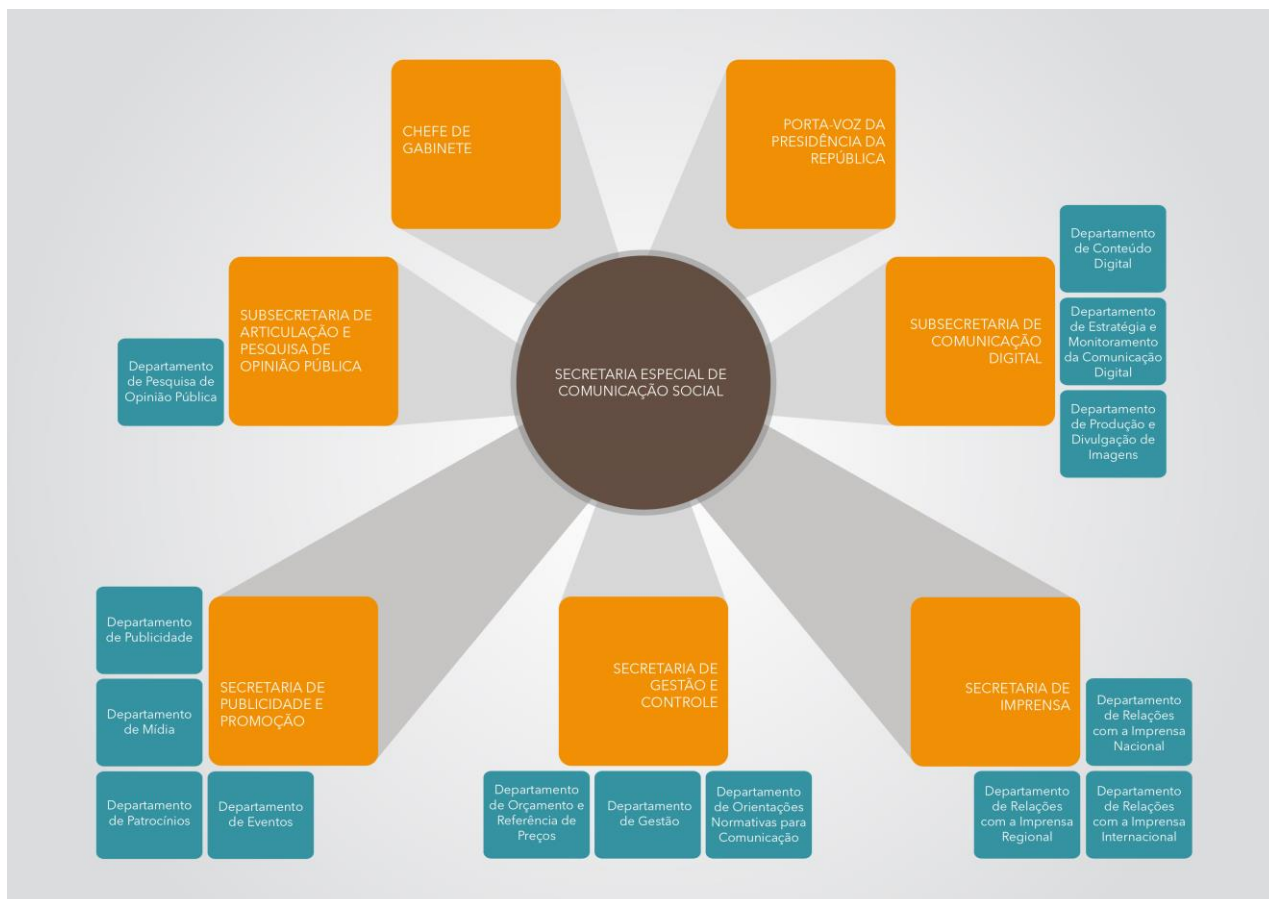 CHEFE DE
GABINETE
PORTA-VOZ DA
PRESIDÊNCIA DA
REPÚBLICA
SUBSECRETARIA DE
ARTICULAÇÃO E
PESQUISA DE
OPINIÃO PÚBLICA
Departamento
de Pesquisa de
Opinião Pública
SECRETARIA ESPECIAL DE
COMUNICAÇÃO SOCIAL
SUBSECRETARIA DE
COMUNICAÇÃO
DIGITAL
Departamento
de Conteúdo
Digital
Departamento
de Estratégia e
Monitoramento
da Comunicação
Digital
Departamento
de Produção e
Divulgação de
Imagens
Departamento
de Publicidade
Departamento
de Mídia
Departamento
de Patrocínios
Departamento
de Eventos
SECRETARIA DE
PUBLICIDADE E
PROMOÇÃO
SECRETARIA DE
GESTÃO E
CONTROLE
Departamento
de Orçamento e
Referência de
Preços
Departamento
de Gestão
Departamento
de Orientações
Normativas para
Comunicação
SECRETARIA DE
IMPRENSA
Departamento
de Relações
com a Imprensa
Nacional
Departamento
de Relações
com a Imprensa
Regional
Departamento
de Relações
com a Imprensa
Internacional